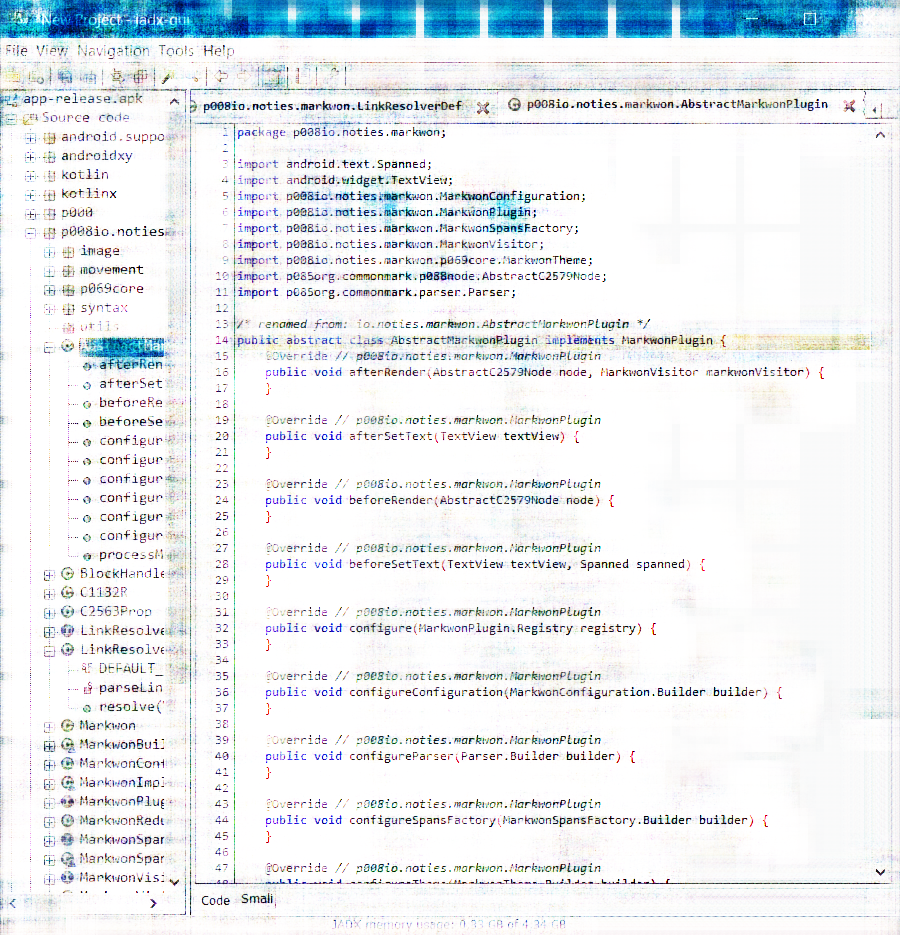 New Project - jadx-gui
File View Navigation Tools Help
app-release.apk
Source code
android.suppo
androidxy
kotlin
kotlinx
p000
p008io.noties
image
movement
p069core
syntax
utils
AbstractMar
afterRen
afterSet
beforeRe
beforeSe
configur
configur
configur
configur
configur
configur
processM
BlockHandle
C1132R
C2563Prop
LinkResolve
LinkResolve
DEFAULT_
parseLin
resolve(
Markwon
MarkwonBuil
MarkwonConf
MarkwonImpl
MarkwonPlug
MarkwonRedu
MarkwonSpan
MarkwonSpan
MarkwonVisi
p008io.noties.markwon.LinkResolverDef p008io.noties.markwon.AbstractMarkwonPlugin
1 package p008io.noties.markwon;
2
3 import android.text.Spanned;
4 import android.widget.TextView;
5 import p008io.noties.markwon.MarkwonConfiguration;
6 import p008io.noties.markwon.MarkwonPlugin;
7 import p008io.noties.markwon.MarkwonSpansFactory;
8 import p008io.noties.markwon.MarkwonVisitor;
9 import p008io.noties.markwon.p069core.MarkwonTheme;
10 import p085org.commonmark.p088node.AbstractC2579Node;
11 import p085org.commonmark.parser.Parser;
12
13 /* renamed from: io.noties.markwon.AbstractMarkwonPlugin */
14 public abstract class AbstractMarkwonPlugin implements MarkwonPlugin {
15 @Override // p008io.noties.markwon.MarkwonPlugin
16 public void afterRender(AbstractC2579Node node, MarkwonVisitor markwonVisitor) {
17 }
18
19 @Override // p008io.noties.markwon.MarkwonPlugin
20 public void afterSetText(TextView textView) {
21 }
22
23 @Override // p008io.noties.markwon.MarkwonPlugin
24 public void beforeRender(AbstractC2579Node node) {
25 }
26
27 @Override // p008io.noties.markwon.MarkwonPlugin
28 public void beforeSetText(TextView textView, Spanned spanned) {
29 }
30
31 @Override // p008io.noties.markwon.MarkwonPlugin
32 public void configure(MarkwonPlugin.Registry registry) {
33 }
34
35 @Override // p008io.noties.markwon.MarkwonPlugin
36 public void configureConfiguration(MarkwonConfiguration.Builder builder) {
37 }
38
39 @Override // p008io.noties.markwon.MarkwonPlugin
40 public void configureParser(Parser.Builder builder) {
41 }
42
43 @Override // p008io.noties.markwon.MarkwonPlugin
44 public void configureSpansFactory(MarkwonSpansFactory.Builder builder) {
45 }
46
47 @Override // p008io.noties.markwon.MarkwonPlugin
48 public void configureTheme(MarkwonTheme.Builder builder) {
Code Smali
JADX memory usage: 0.33 GB of 4.34 GB